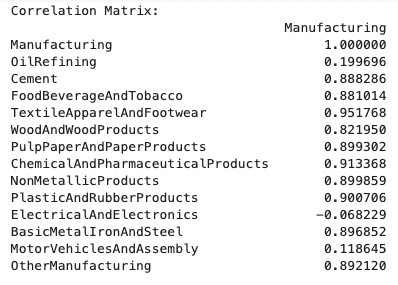 Correlation Matrix:
Manufacturing
Manufacturing 1.000000
OilRefining 0.199696
Cement 0.888286
FoodBeverageAndTobacco 0.881014
TextileApparelAndFootwear 0.951768
WoodAndWoodProducts 0.821950
PulpPaperAndPaperProducts 0.899302
ChemicalAndPharmaceuticalProducts 0.913368
NonMetallicProducts 0.899859
PlasticAndRubberProducts 0.900706
ElectricalAndElectronics -0.068229
BasicMetalIronAndSteel 0.896852
MotorVehiclesAndAssembly 0.118645
OtherManufacturing 0.892120